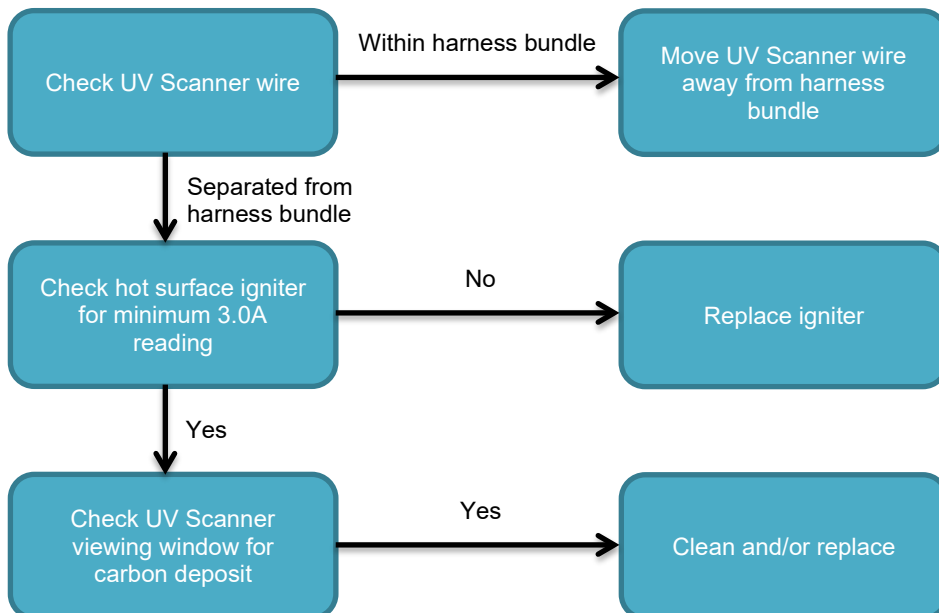 Within harness bundle
Check UV Scanner wire
Move UV Scanner wire
away from harness
bundle
Separated from
harness bundle
Check hot surface igniter
for minimum 3.0A
reading
No
Replace igniter
Yes
Check UV Scanner
viewing window for
carbon deposit
Yes
Clean and/or replace